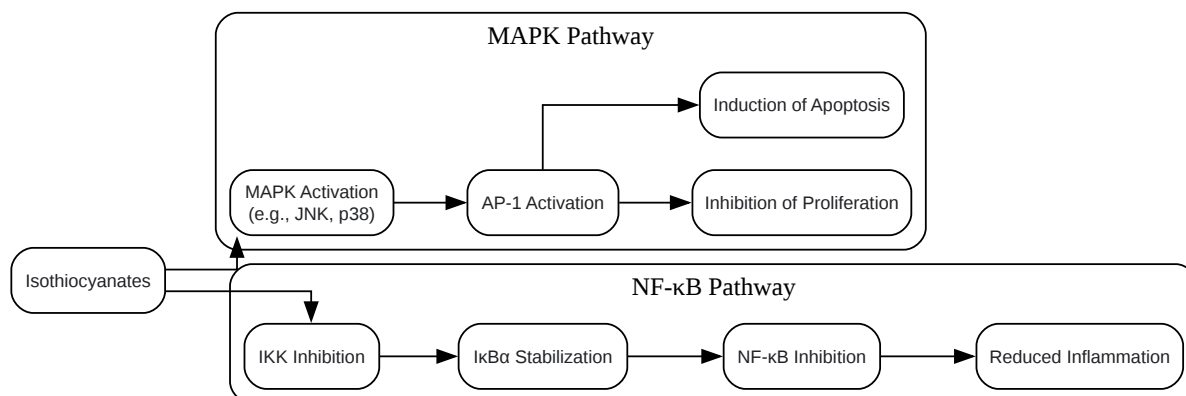 MAPK Pathway
Induction of Apoptosis
MAPK Activation
(e.g., JNK, p38)
AP-1 Activation
Inhibition of Proliferation
Isothiocyanates
NF-κB Pathway
IKK Inhibition
IκBα Stabilization
NF-κB Inhibition
Reduced Inflammation